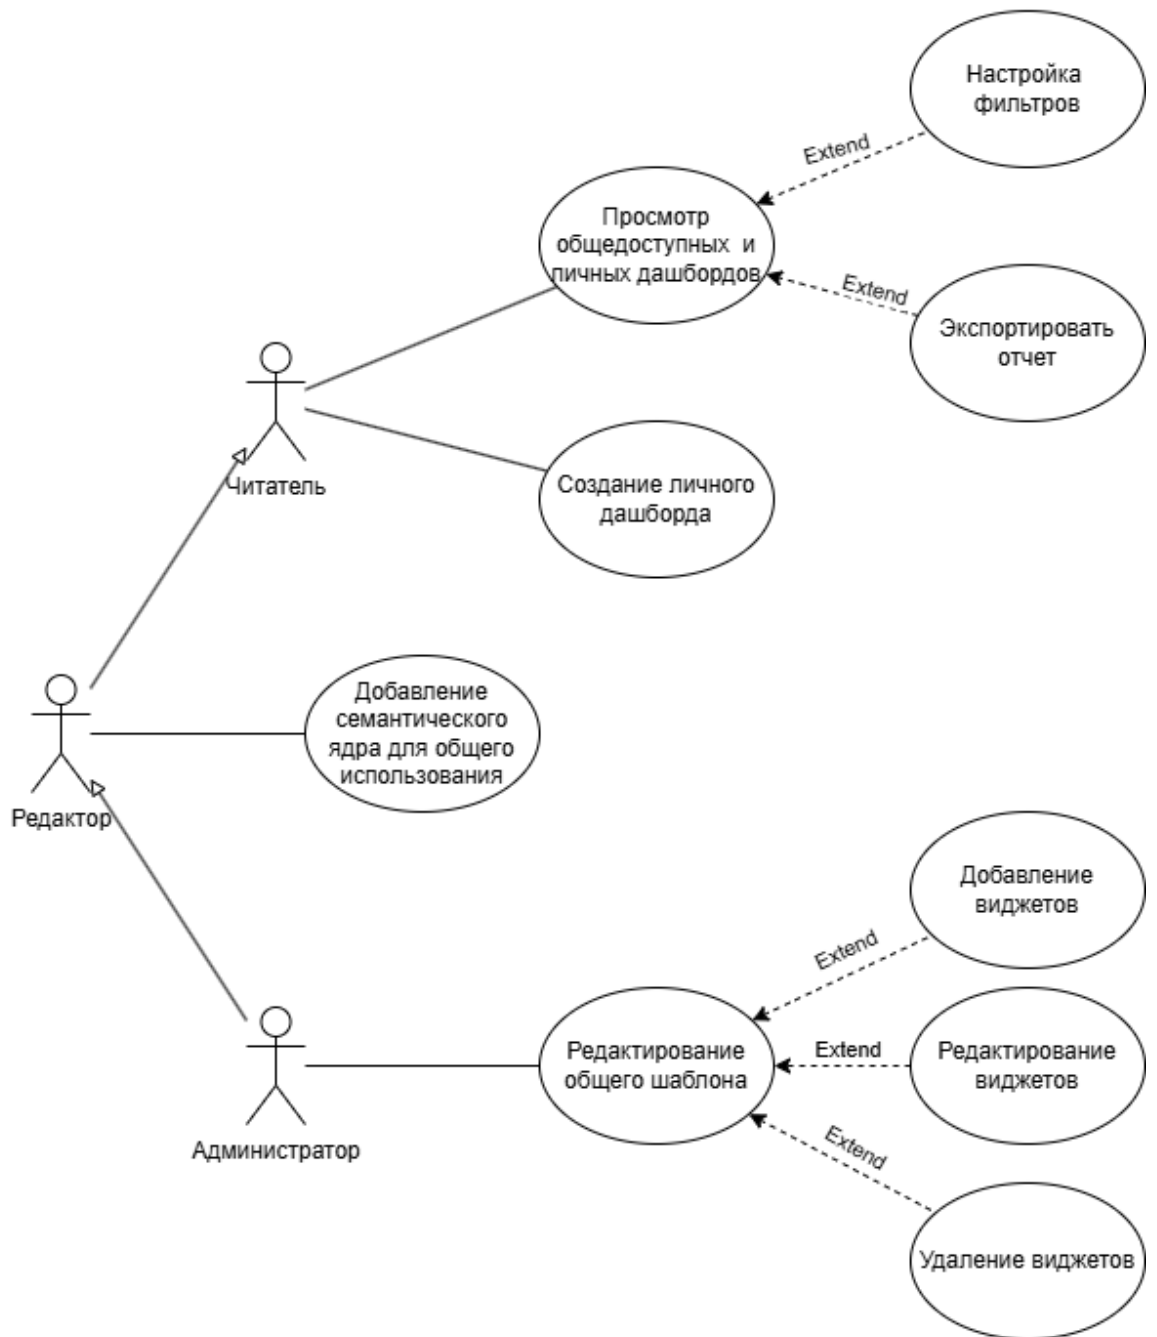 Настройка
фильтров
Extend
Просмотр
общедоступных и
личных дашбордов
Extend
Экспортировать
отчет
Читатель
Создание личного
дашборда
Добавление
семантического
ядра для общего
использования
Редактор
Добавление
виджетов
Extend
Редактирование
общего шаблона
Extend
Редактирование
виджетов
Администратор
Extend
Удаление виджетов